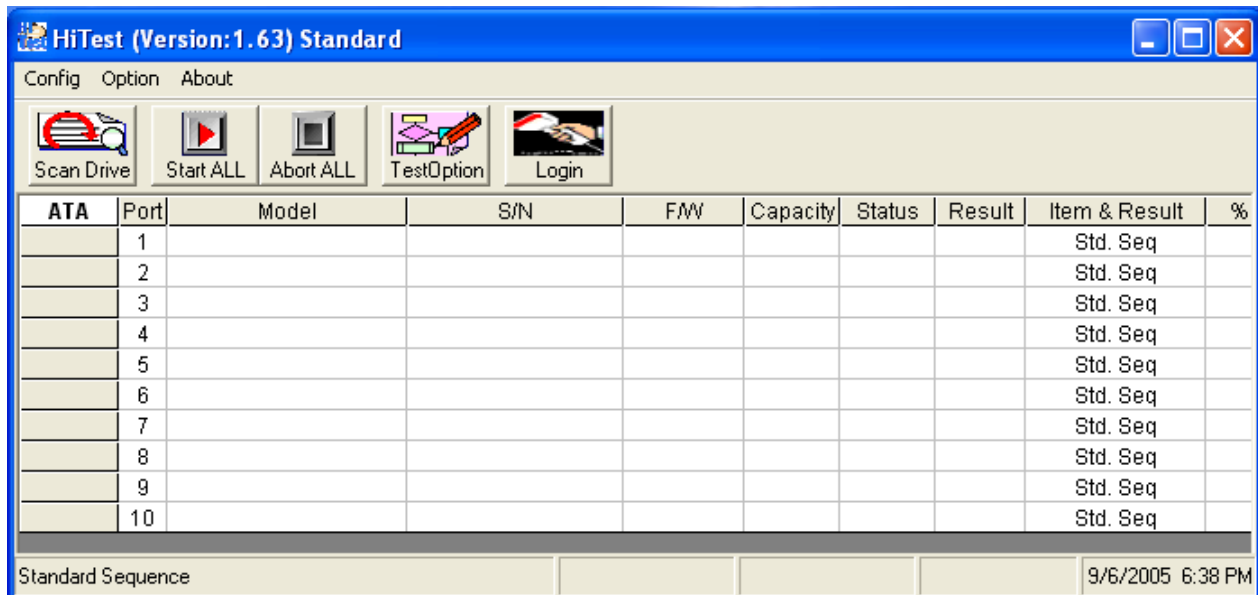 HiTest (Version:1.63) Standard
Config Option About
Scan Drive Start ALL Abort ALL TestOption Login
ATA Port Model S/N F/W Capacity Status Result Item & Result %
1 Std. Seq
2 Std. Seq
3 Std. Seq
4 Std. Seq
5 Std. Seq
6 Std. Seq
7 Std. Seq
8 Std. Seq
9 Std. Seq
10 Std. Seq
Standard Sequence 9/6/2005 6:38 PM